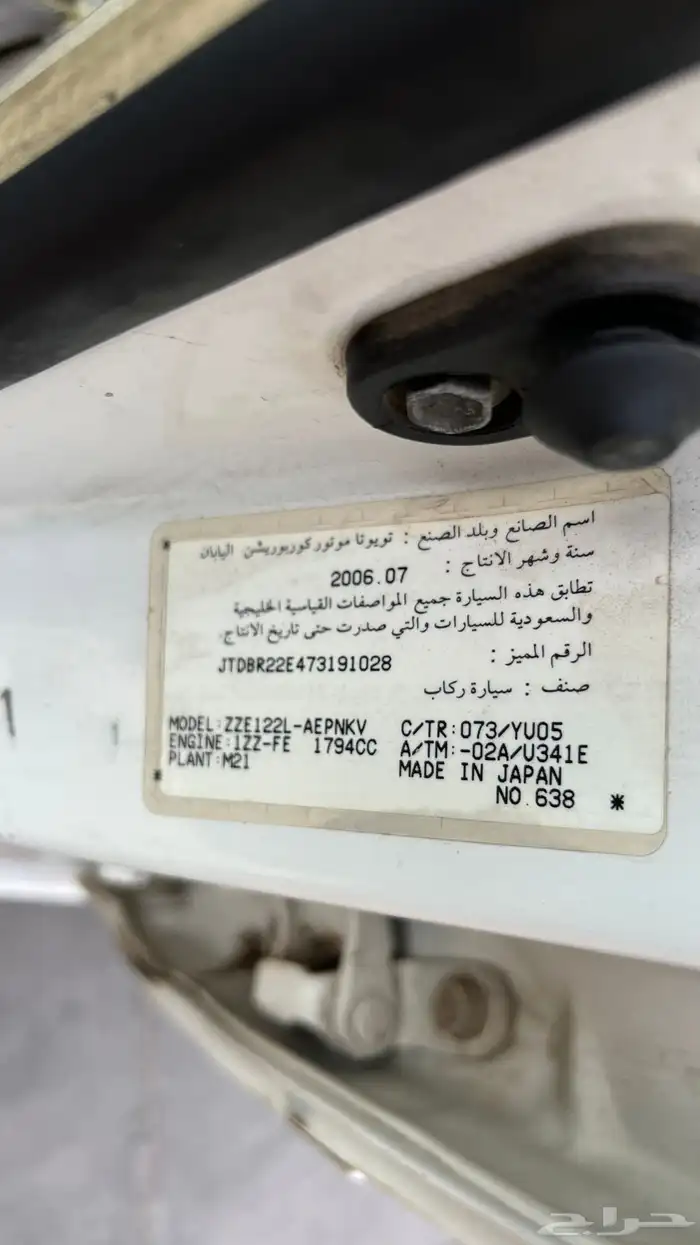 اسم الصانع وبلد الصنع : تويوتا موتور كوربوريشن اليابان
سنة وشهر الانتاج : 2006.07
تطابق هذه السيارة جميع المواصفات القياسية الخليجية
والسعودية للسيارات والتي صدرت حتى تاريخ الانتاج.
الرقم المميز : JTDBR22E473191028
صنف : سيارة ركاب
MODEL:ZZE122L-AEPNKV C/TR:073/YU05
ENGINE:1ZZ-FE 1794CC A/TM:-02A/U341E
PLANT:M21 MADE IN JAPAN
NO.638 *
حراج